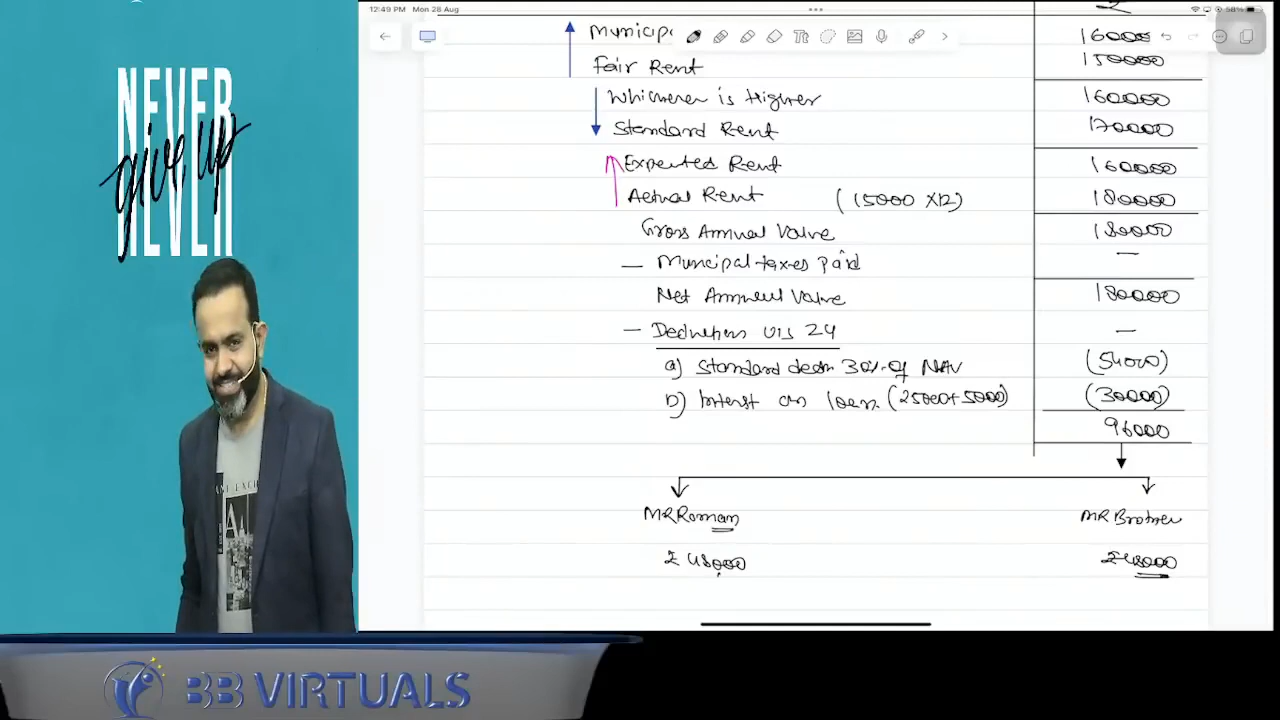 12:49 PM Mon 28 Aug
58%
NEVER
give up
NEVER
₹
Municipa 160000
Fair Rent 150000
Whichever is Higher 160000
Standard Rent 170000
Expected Rent 160000
Actual Rent (15000 X12) 180000
Gross Annual Value 180000
— Municipal taxes paid —
Net Annual Value 180000
— Deduction U/s 24 —
a) Standard dedn 30% of NAV (54000)
b) Interest on loan (25000+5000) (30000)
96000
MR Roman MR Brother
₹ 48000 ₹ 48000
BB VIRTUALS